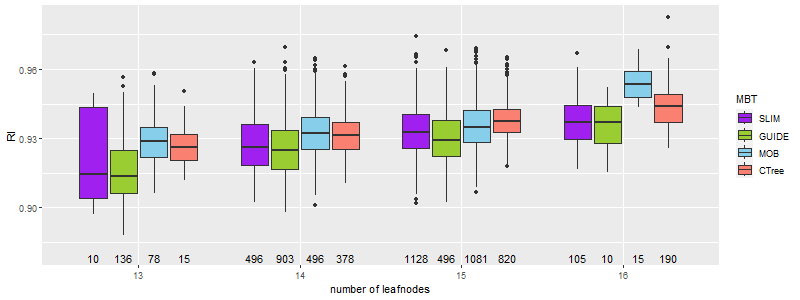 RI
0.96
0.93
0.90
10 136 78 15 496 903 496 378 1128 496 1081 820 105 10 15 190
13 14 15 16
number of leafnodes
MBT
SLIM
GUIDE
MOB
CTree